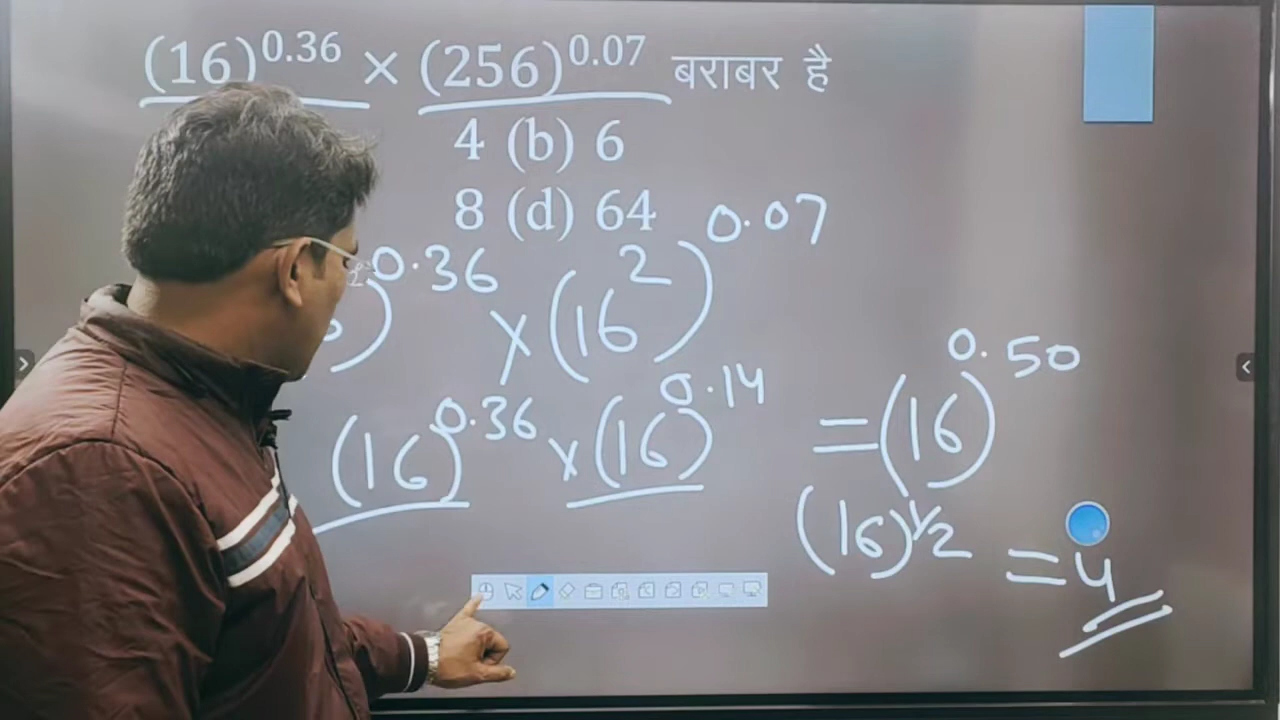 (16)^0.36 × (256)^0.07 बराबर है
4 (b) 6
8 (d) 64
)^0.36 × (16^2)^0.07
(16)^0.36 × (16)^0.14
= (16)^0.50
(16)^1/2 = 4